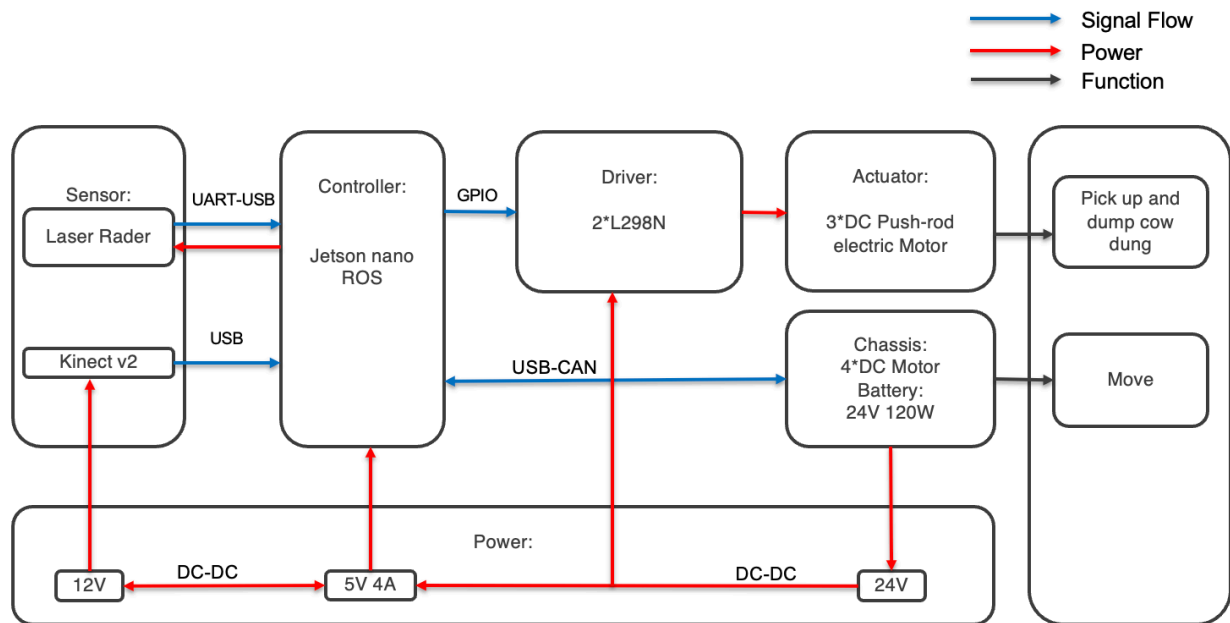 Signal Flow
Power
Function
Sensor:
UART-USB
Laser Rader
Kinect v2
USB
Controller:
Jetson nano
ROS
GPIO
Driver:
2*L298N
Actuator:
3*DC Push-rod
electric Motor
Pick up and
dump cow
dung
USB-CAN
Chassis:
4*DC Motor
Battery:
24V 120W
Move
Power:
12V
DC-DC
5V 4A
DC-DC
24V